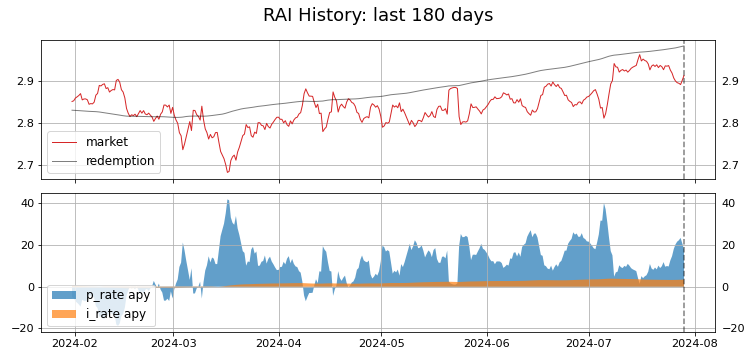 RAI History: last 180 days
2.9 2.9
2.8 2.8
2.7 2.7
market
redemption
40 40
20 20
0 0
−20 −20
p_rate apy
i_rate apy
2024-02 2024-03 2024-04 2024-05 2024-06 2024-07 2024-08